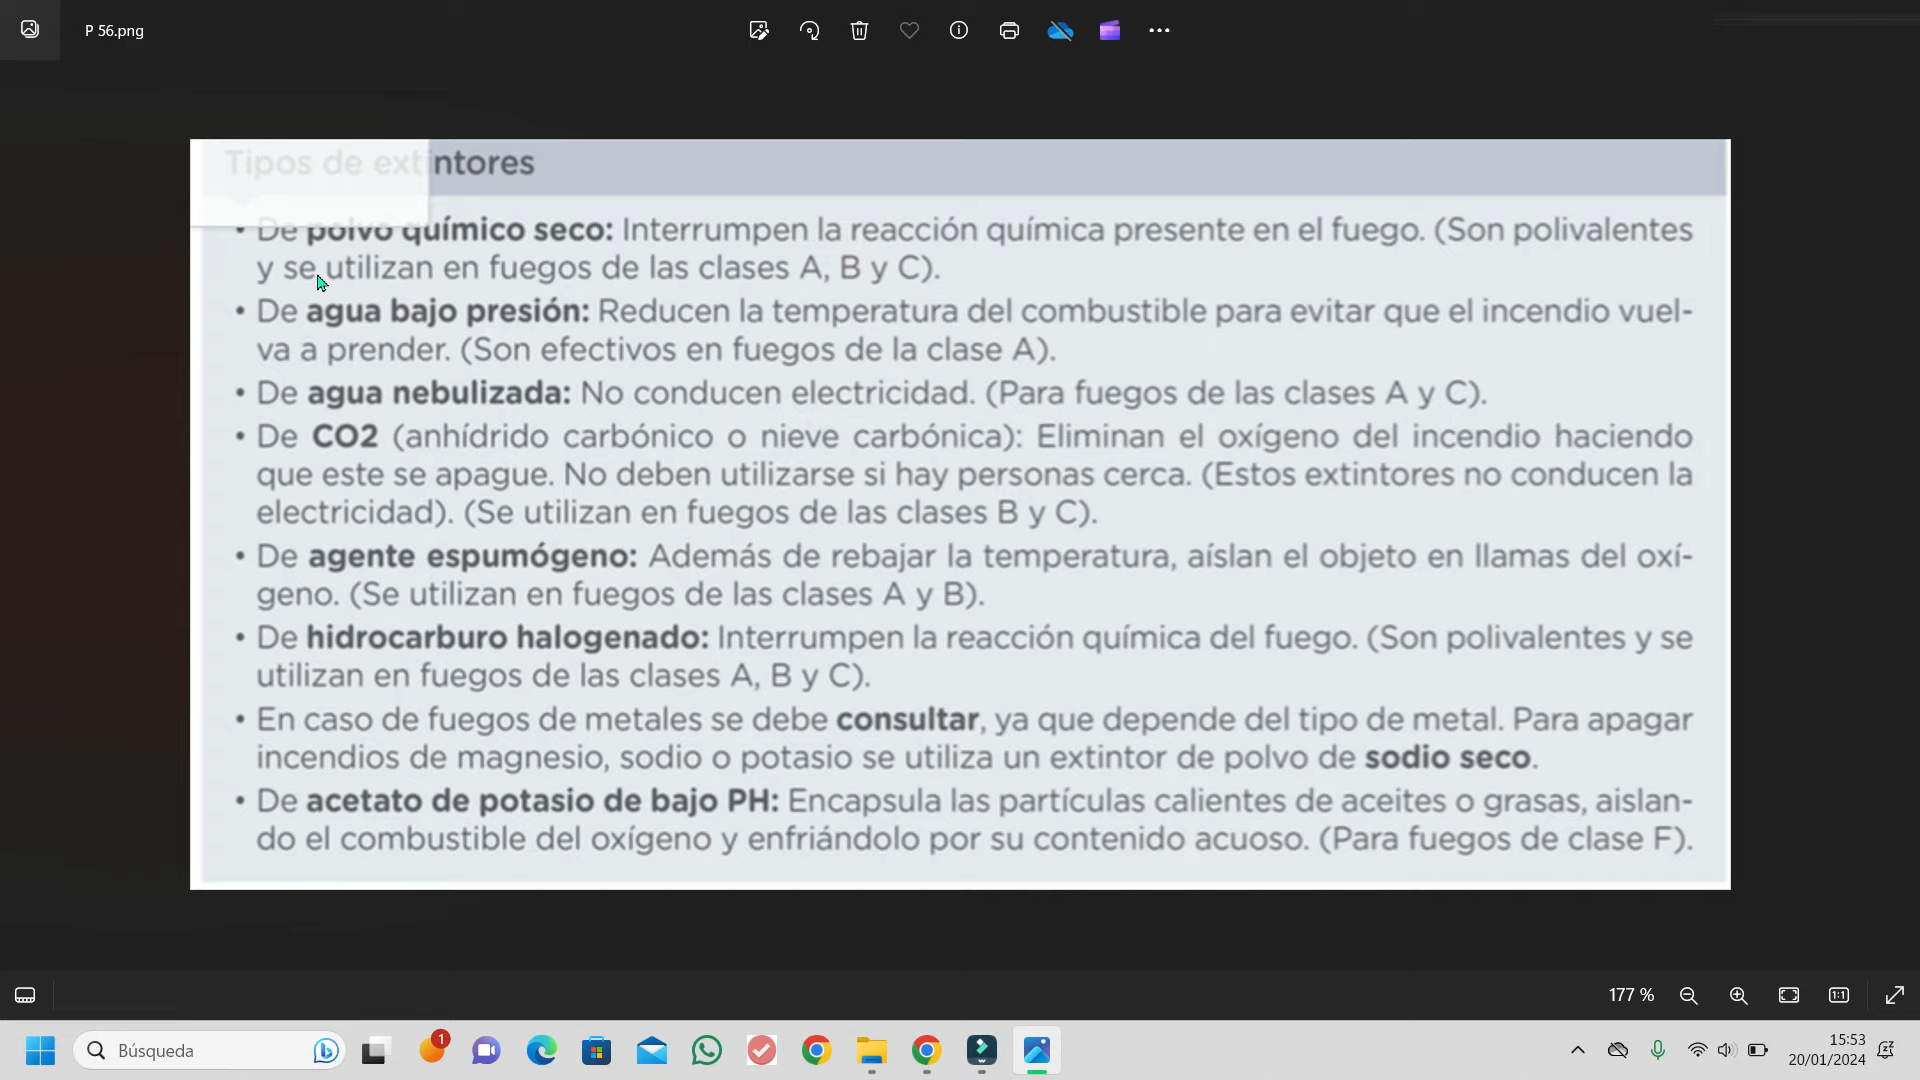 P 56.png
Tipos de extintores
• De polvo químico seco: Interrumpen la reacción química presente en el fuego. (Son polivalentes
y se utilizan en fuegos de las clases A, B y C).
• De agua bajo presión: Reducen la temperatura del combustible para evitar que el incendio vuel-
va a prender. (Son efectivos en fuegos de la clase A).
• De agua nebulizada: No conducen electricidad. (Para fuegos de las clases A y C).
• De CO2 (anhídrido carbónico o nieve carbónica): Eliminan el oxígeno del incendio haciendo
que este se apague. No deben utilizarse si hay personas cerca. (Estos extintores no conducen la
electricidad). (Se utilizan en fuegos de las clases B y C).
• De agente espumógeno: Además de rebajar la temperatura, aíslan el objeto en llamas del oxí-
geno. (Se utilizan en fuegos de las clases A y B).
• De hidrocarburo halogenado: Interrumpen la reacción química del fuego. (Son polivalentes y se
utilizan en fuegos de las clases A, B y C).
• En caso de fuegos de metales se debe consultar, ya que depende del tipo de metal. Para apagar
incendios de magnesio, sodio o potasio se utiliza un extintor de polvo de sodio seco.
• De acetato de potasio de bajo PH: Encapsula las partículas calientes de aceites o grasas, aislan-
do el combustible del oxígeno y enfriándolo por su contenido acuoso. (Para fuegos de clase F).
177 %
1:1
Búsqueda
1
15:53
20/01/2024